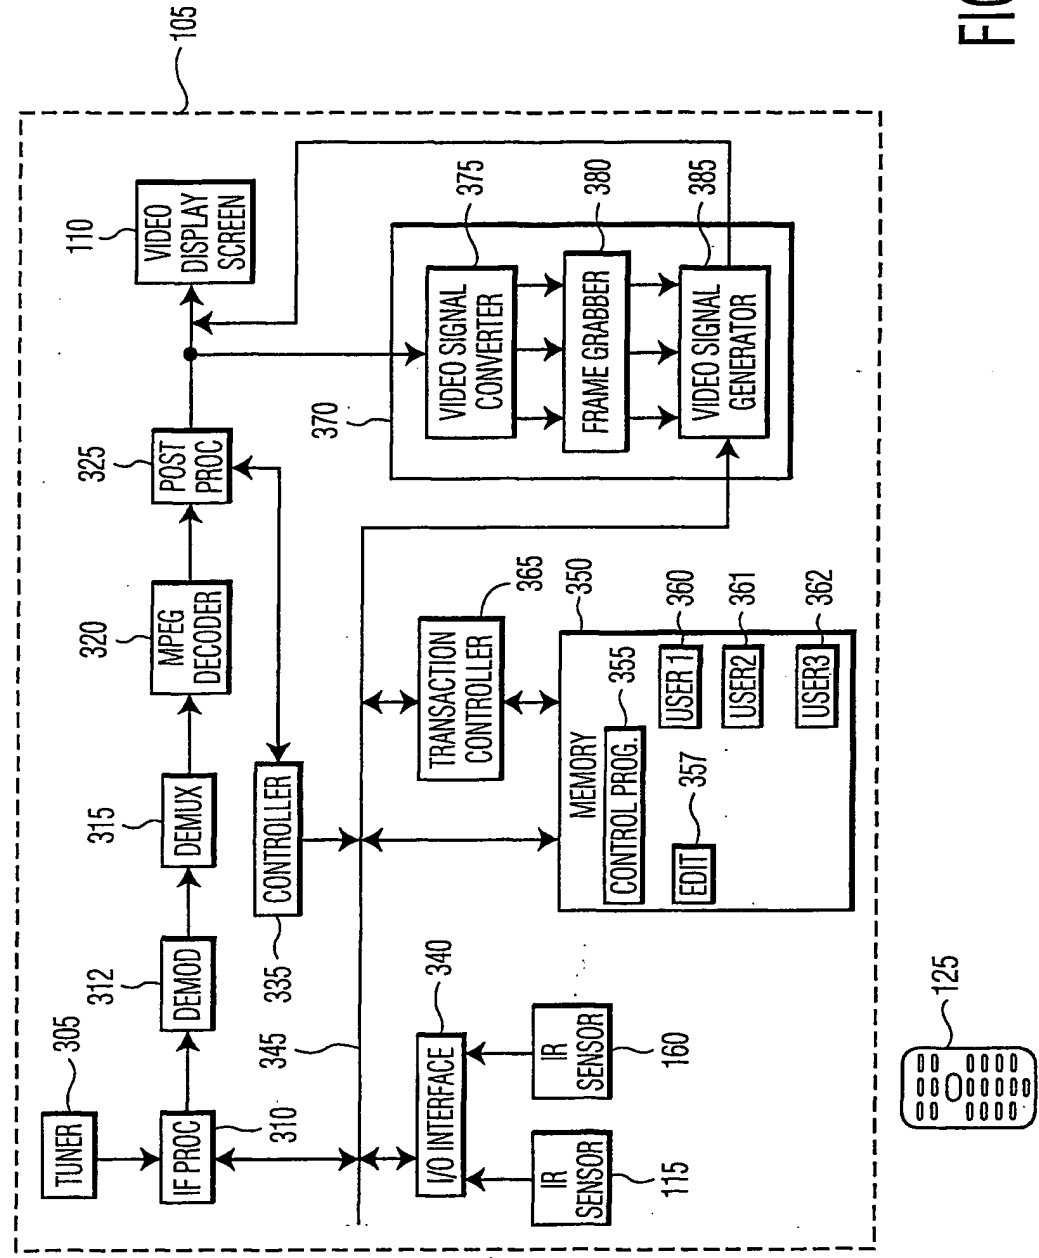 FIG
105
110
VIDEO
DISPLAY
SCREEN
325
POST
PROC
320
MPEG
DECODER
315
DEMUX
312
DEMOD
305
TUNER
IF PROC
310
CONTROLLER
335
345
370
VIDEO SIGNAL
CONVERTER
375
FRAME GRABBER
380
VIDEO SIGNAL
GENERATOR
385
TRANSACTION
CONTROLLER
365
350
MEMORY
CONTROL PROG.
355
EDIT
357
USER 1
360
USER2
361
USER3
362
I/O INTERFACE
340
IR
SENSOR
115
IR
SENSOR
160
125